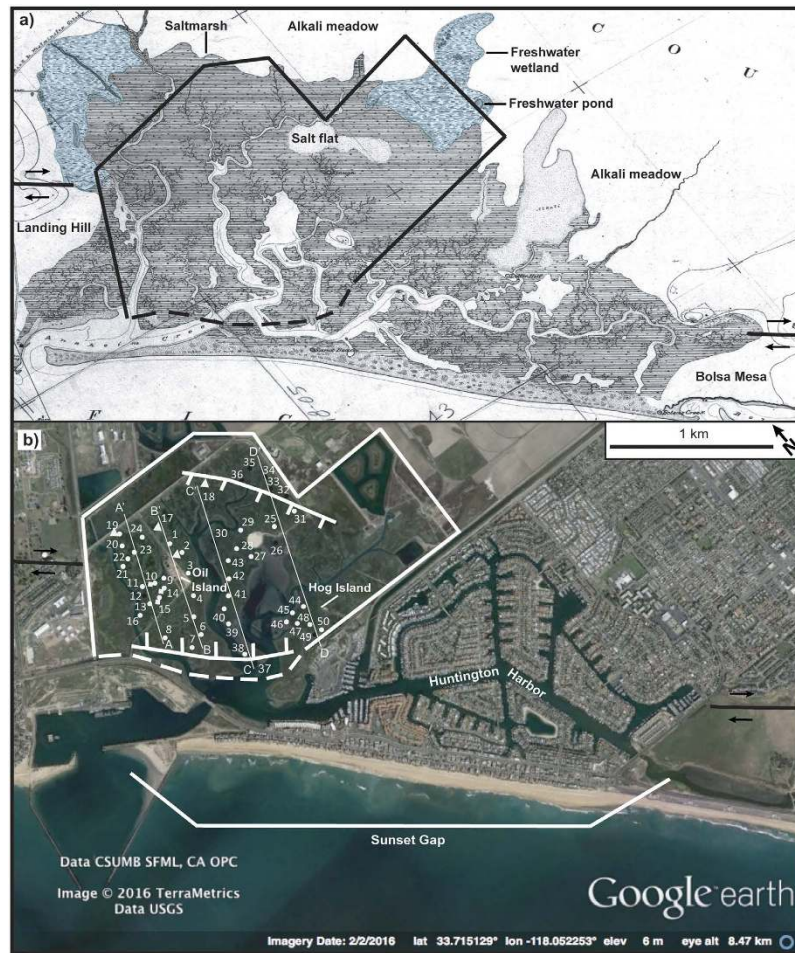 a)
Saltmarsh
Alkali meadow
C O U
Freshwater
wetland
Freshwater pond
Salt flat
Alkali meadow
Landing Hill
Bolsa Mesa
b)
1 km
N
D'
35
34
36
33
32
C'
18
31
A'
B'
17
19
24
1
29
25
20
30
23
2
28
26
22
27
21
3
43
Oil
Island
10
9
42
11
14
4
41
Hog Island
12
44
13
15
45
48
50
16
5
40
46
47
49
6
39
8
7
38
A
B
C
37
D
Huntington
Harbor
Sunset Gap
Data CSUMB SFML, CA OPC
Image © 2016 TerraMetrics
Data USGS
Google earth
Imagery Date: 2/2/2016 lat 33.715129° lon -118.052253° elev 6 m eye alt 8.47 km